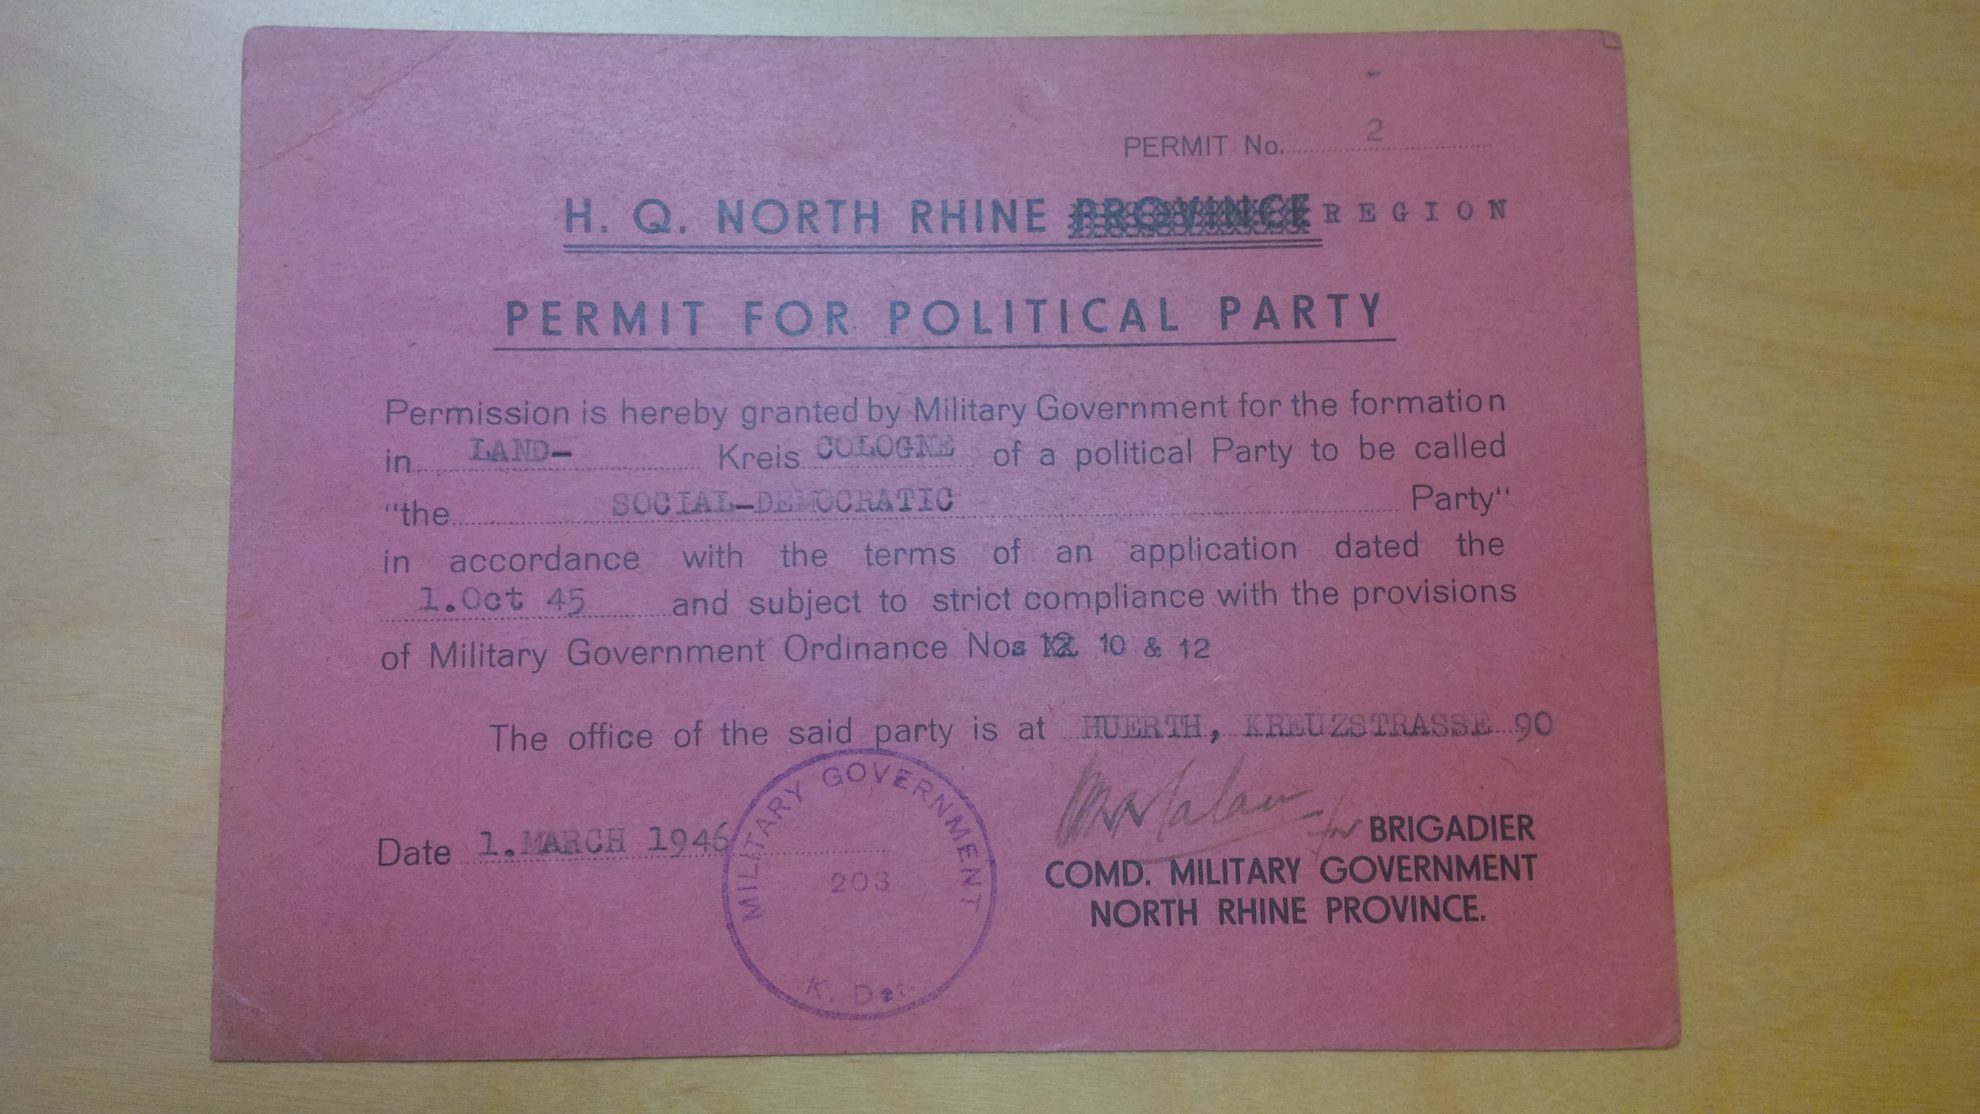 PERMIT No. 2
H. Q. NORTH RHINE PROVINCE REGION
PERMIT FOR POLITICAL PARTY
Permission is hereby granted by Military Government for the formation
in LAND- Kreis COLOGNE of a political Party to be called
"the SOCIAL-DEMOCRATIC Party"
in accordance with the terms of an application dated the
1.Oct 45 and subject to strict compliance with the provisions
of Military Government Ordinance Nos 12 10 & 12
The office of the said party is at HUERTH, KREUZSTRASSE 90
Date 1.MARCH 1946
MILITARY GOVERNMENT
203
K. Det.
for BRIGADIER
COMD. MILITARY GOVERNMENT
NORTH RHINE PROVINCE.